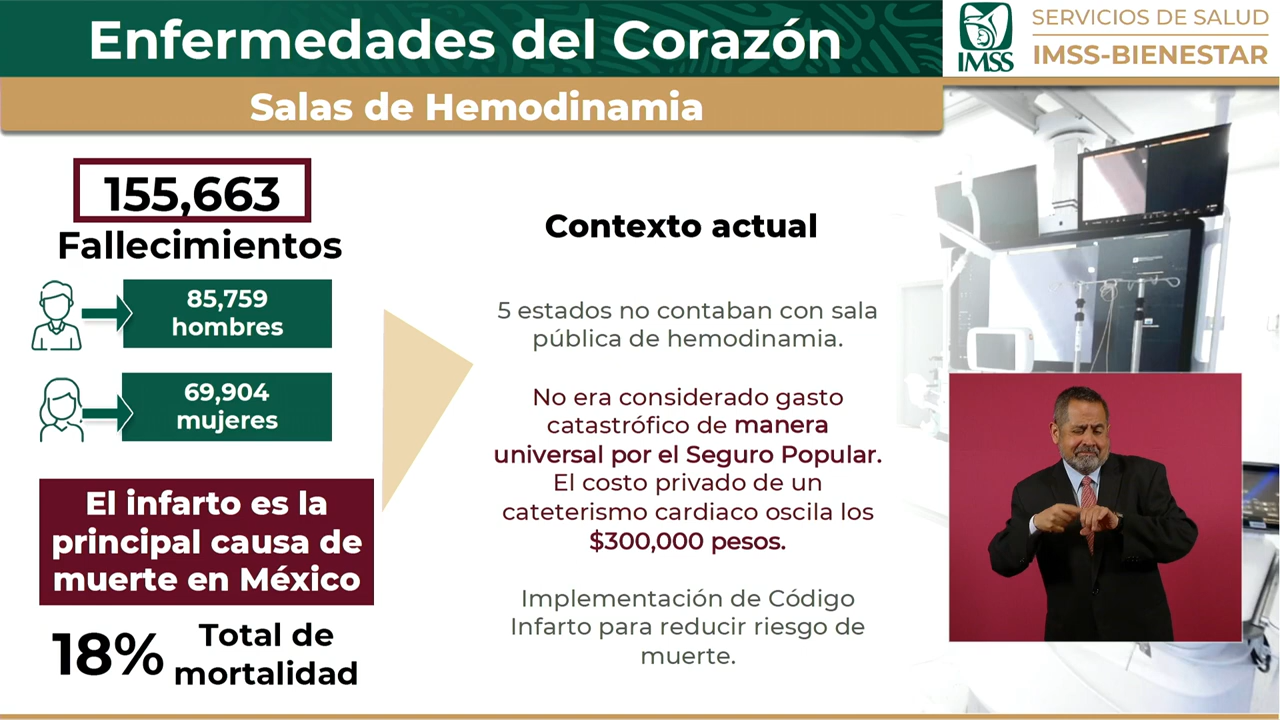 Enfermedades del Corazón
IMSS
SERVICIOS DE SALUD
IMSS-BIENESTAR
Salas de Hemodinamia
155,663
Fallecimientos
85,759
hombres
69,904
mujeres
El infarto es la
principal causa de
muerte en México
18%
Total de
mortalidad
Contexto actual
5 estados no contaban con sala
pública de hemodinamia.
No era considerado gasto
catastrófico de manera
universal por el Seguro Popular.
El costo privado de un
cateterismo cardiaco oscila los
$300,000 pesos.
Implementación de Código
Infarto para reducir riesgo de
muerte.